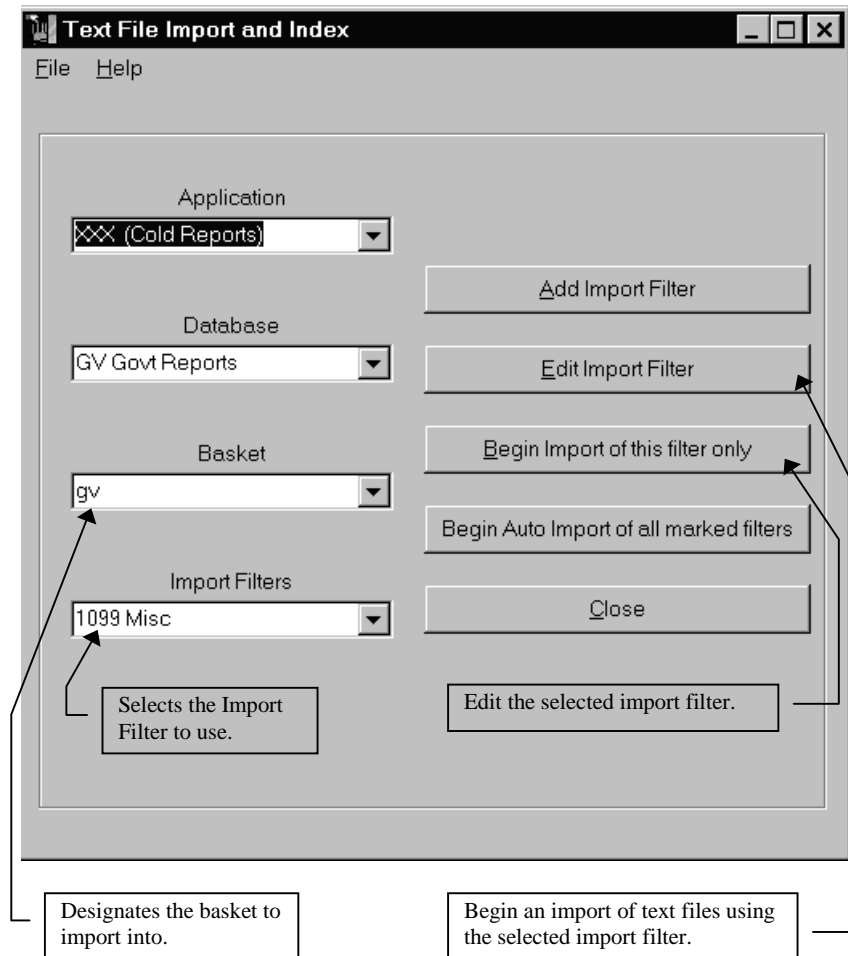 Text File Import and Index
File Help
Application
XXX (Cold Reports)
Add Import Filter
Database
GV Govt Reports
Edit Import Filter
Basket
Begin Import of this filter only
gv
Begin Auto Import of all marked filters
Import Filters
1099 Misc
Close
Selects the Import
Filter to use.
Edit the selected import filter.
Designates the basket to
import into.
Begin an import of text files using
the selected import filter.